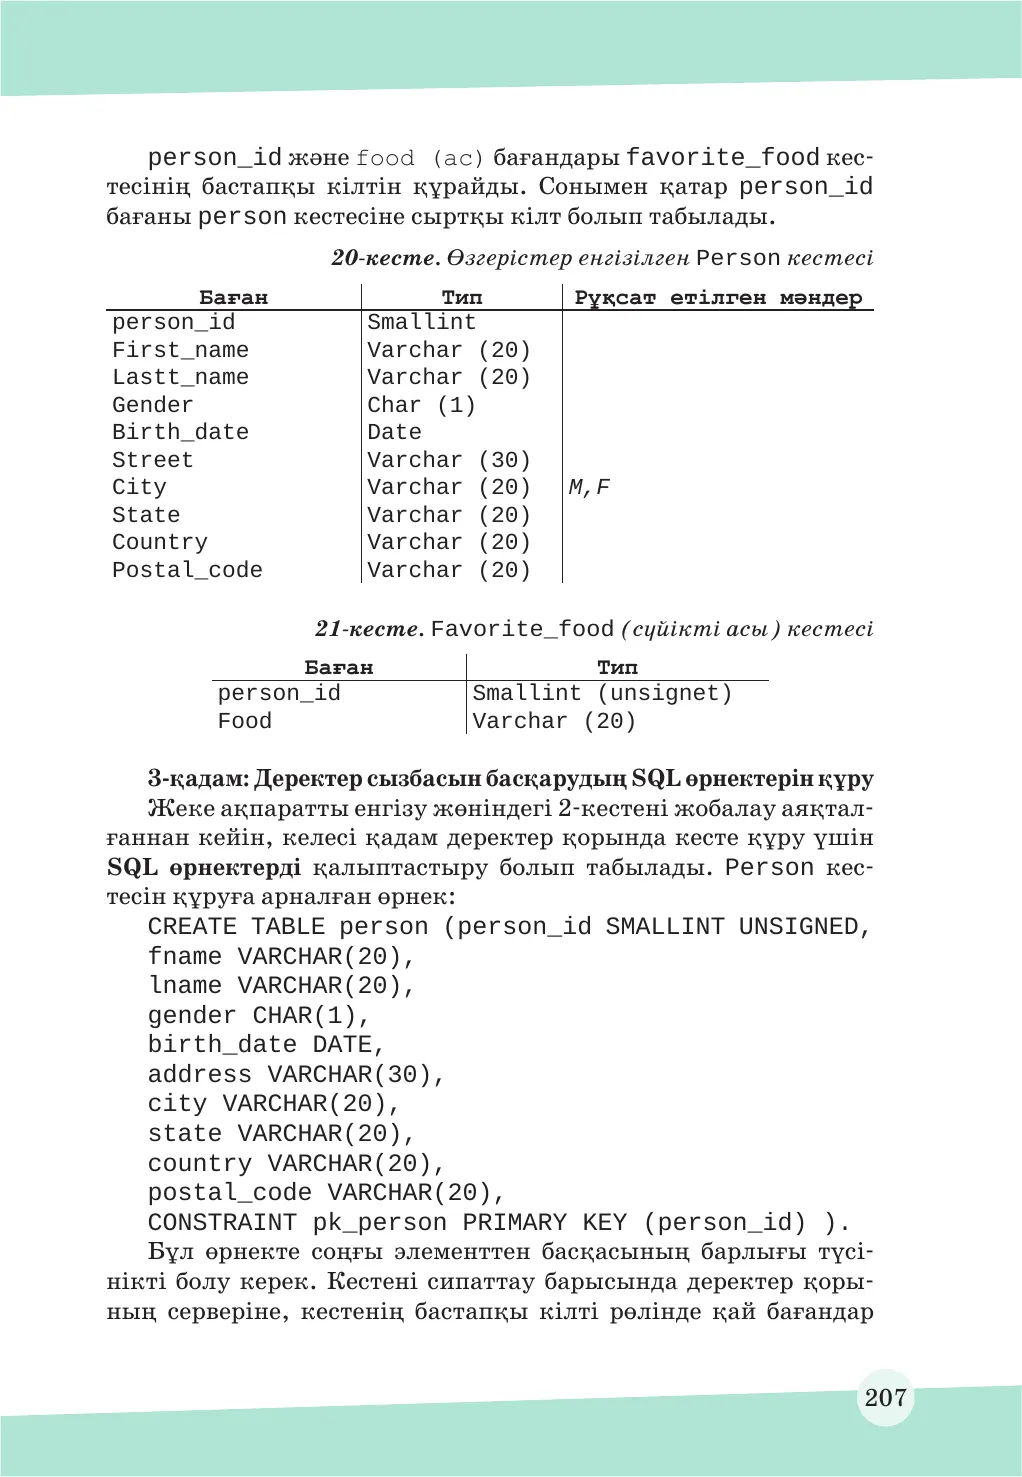 person_id және food (ас) бағандары favorite_food кес-
тесінің бастапқы кілтін құрайды. Сонымен қатар person_id
бағаны person кестесіне сыртқы кілт болып табылады.
20-кесте. Өзгерістер енгізілген Person кестесі
Баған Тип Рұқсат етілген мәндер
person_id Smallint
First_name Varchar (20)
Lastt_name Varchar (20)
Gender Char (1)
Birth_date Date
Street Varchar (30)
City Varchar (20) M,F
State Varchar (20)
Country Varchar (20)
Postal_code Varchar (20)
21-кесте. Favorite_food (сүйікті асы) кестесі
Баған Тип
person_id Smallint (unsignet)
Food Varchar (20)
3-қадам: Деректер сызбасын басқарудың SQL өрнектерін құру
Жеке ақпаратты енгізу жөніндегі 2-кестені жобалау аяқтал-
ғаннан кейін, келесі қадам деректер қорында кесте құру үшін
SQL өрнектерді қалыптастыру болып табылады. Person кес-
тесін құруға арналған өрнек:
CREATE TABLE person (person_id SMALLINT UNSIGNED,
fname VARCHAR(20),
lname VARCHAR(20),
gender CHAR(1),
birth_date DATE,
address VARCHAR(30),
city VARCHAR(20),
state VARCHAR(20),
country VARCHAR(20),
postal_code VARCHAR(20),
CONSTRAINT pk_person PRIMARY KEY (person_id) ).
Бұл өрнекте соңғы элементтен басқасының барлығы түсі-
нікті болу керек. Кестені сипаттау барысында деректер қоры-
ның серверіне, кестенің бастапқы кілті рөлінде қай бағандар
207